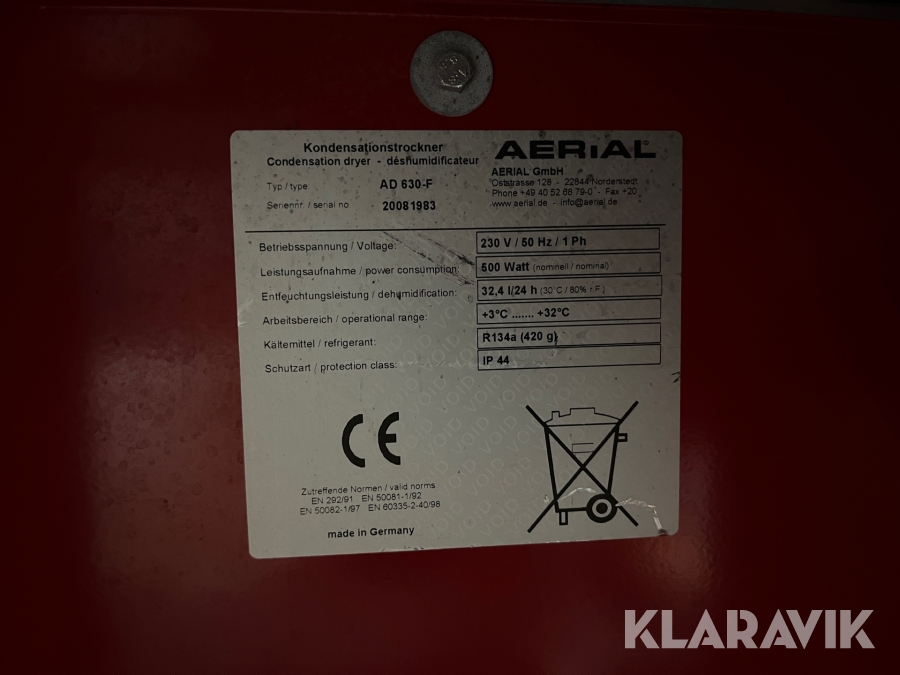 Kondensationstrockner
Condensation dryer - déshumidificateur
Typ / type AD 630-F
Seriennr. / serial no 20081983
AERIAL
AERIAL GmbH
Oststrasse 128 - 22844 Norderstedt
Phone +49 40 52 68 79-0 - Fax +20
www.aerial.de - info@aerial.de
Betriebsspannung / Voltage: 230 V / 50 Hz / 1 Ph
Leistungsaufnahme / power consumption: 500 Watt (nominell / nominal)
Entfeuchtungsleistung / dehumidification: 32,4 l/24 h (30°C / 80% r.F.)
Arbeitsbereich / operational range: +3°C ....... +32°C
Kältemittel / refrigerant: R134a (420 g)
Schutzart / protection class: IP 44
CE
Zutreffende Normen / valid norms
EN 292/91 EN 50081-1/92
EN 50082-1/97 EN 60335-2-40/98
made in Germany
KLARAVIK